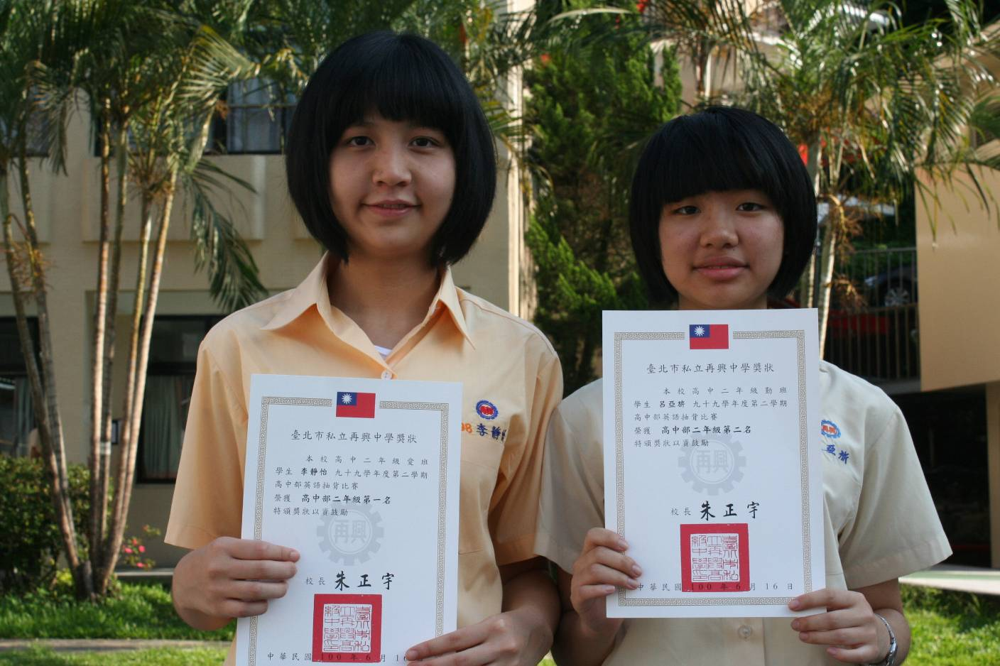 臺北市私立再興中學獎狀
本校高中二年級愛班
學生 李靜怡 九十九學年度第二學期
高中部英語抽背比賽
榮獲 高中部二年級第一名
特頒獎狀以資鼓勵
再興
校長 朱正宇
中華民國 100 年 6 月 16
98 李靜怡
臺北市私立再興中學獎狀
本校高中二年級勤班
學生 呂亞旂 九十九學年度第二學期
高中部英語抽背比賽
榮獲 高中部二年級第二名
特頒獎狀以資鼓勵
再興
校長 朱正宇
中華民國 100 年 6 月 16 日
再興
亞旂